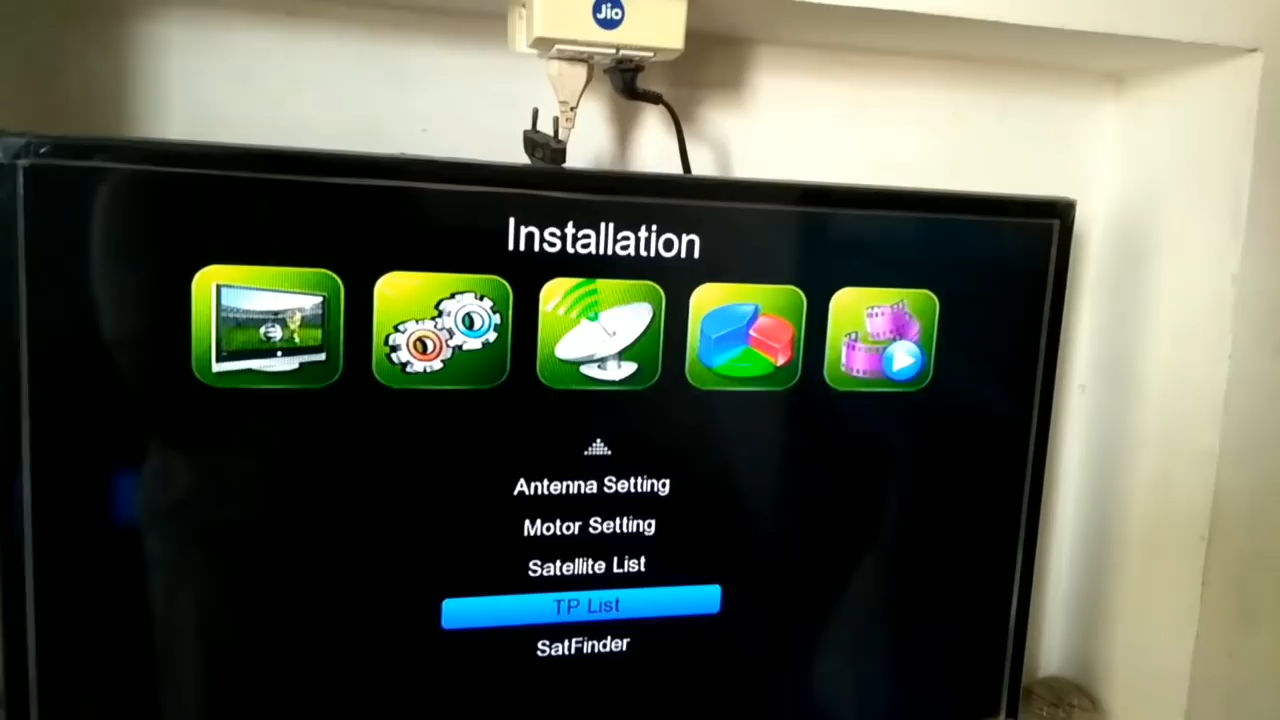 Jio
Installation
Antenna Setting
Motor Setting
Satellite List
TP List
SatFinder